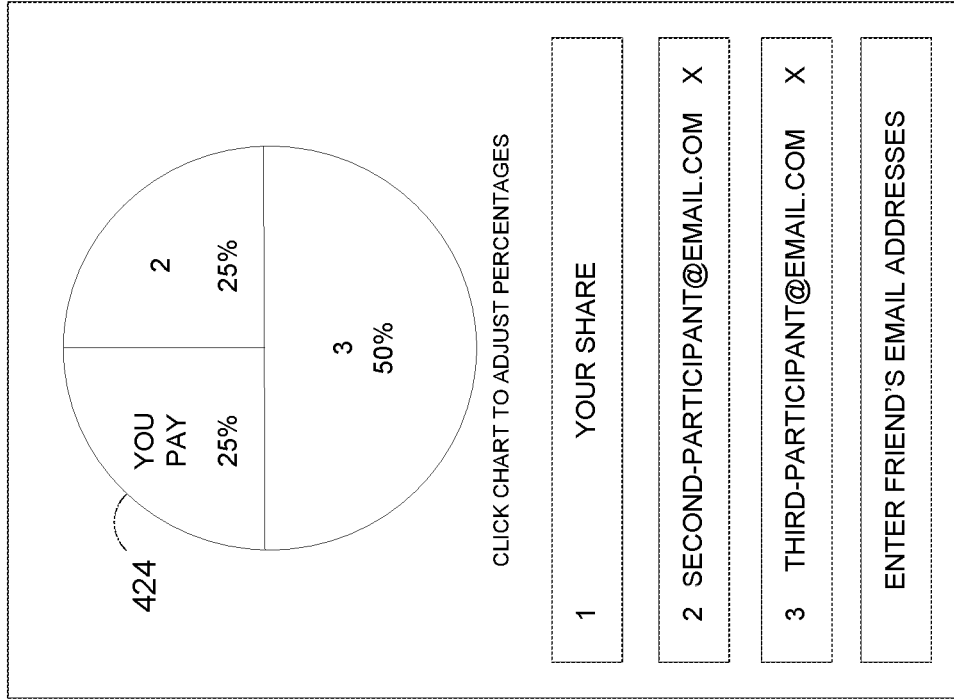 424
YOU
PAY
25%
2
25%
3
50%
CLICK CHART TO ADJUST PERCENTAGES
1 YOUR SHARE
2 SECOND-PARTICIPANT@EMAIL.COM X
3 THIRD-PARTICIPANT@EMAIL.COM X
ENTER FRIEND'S EMAIL ADDRESSES